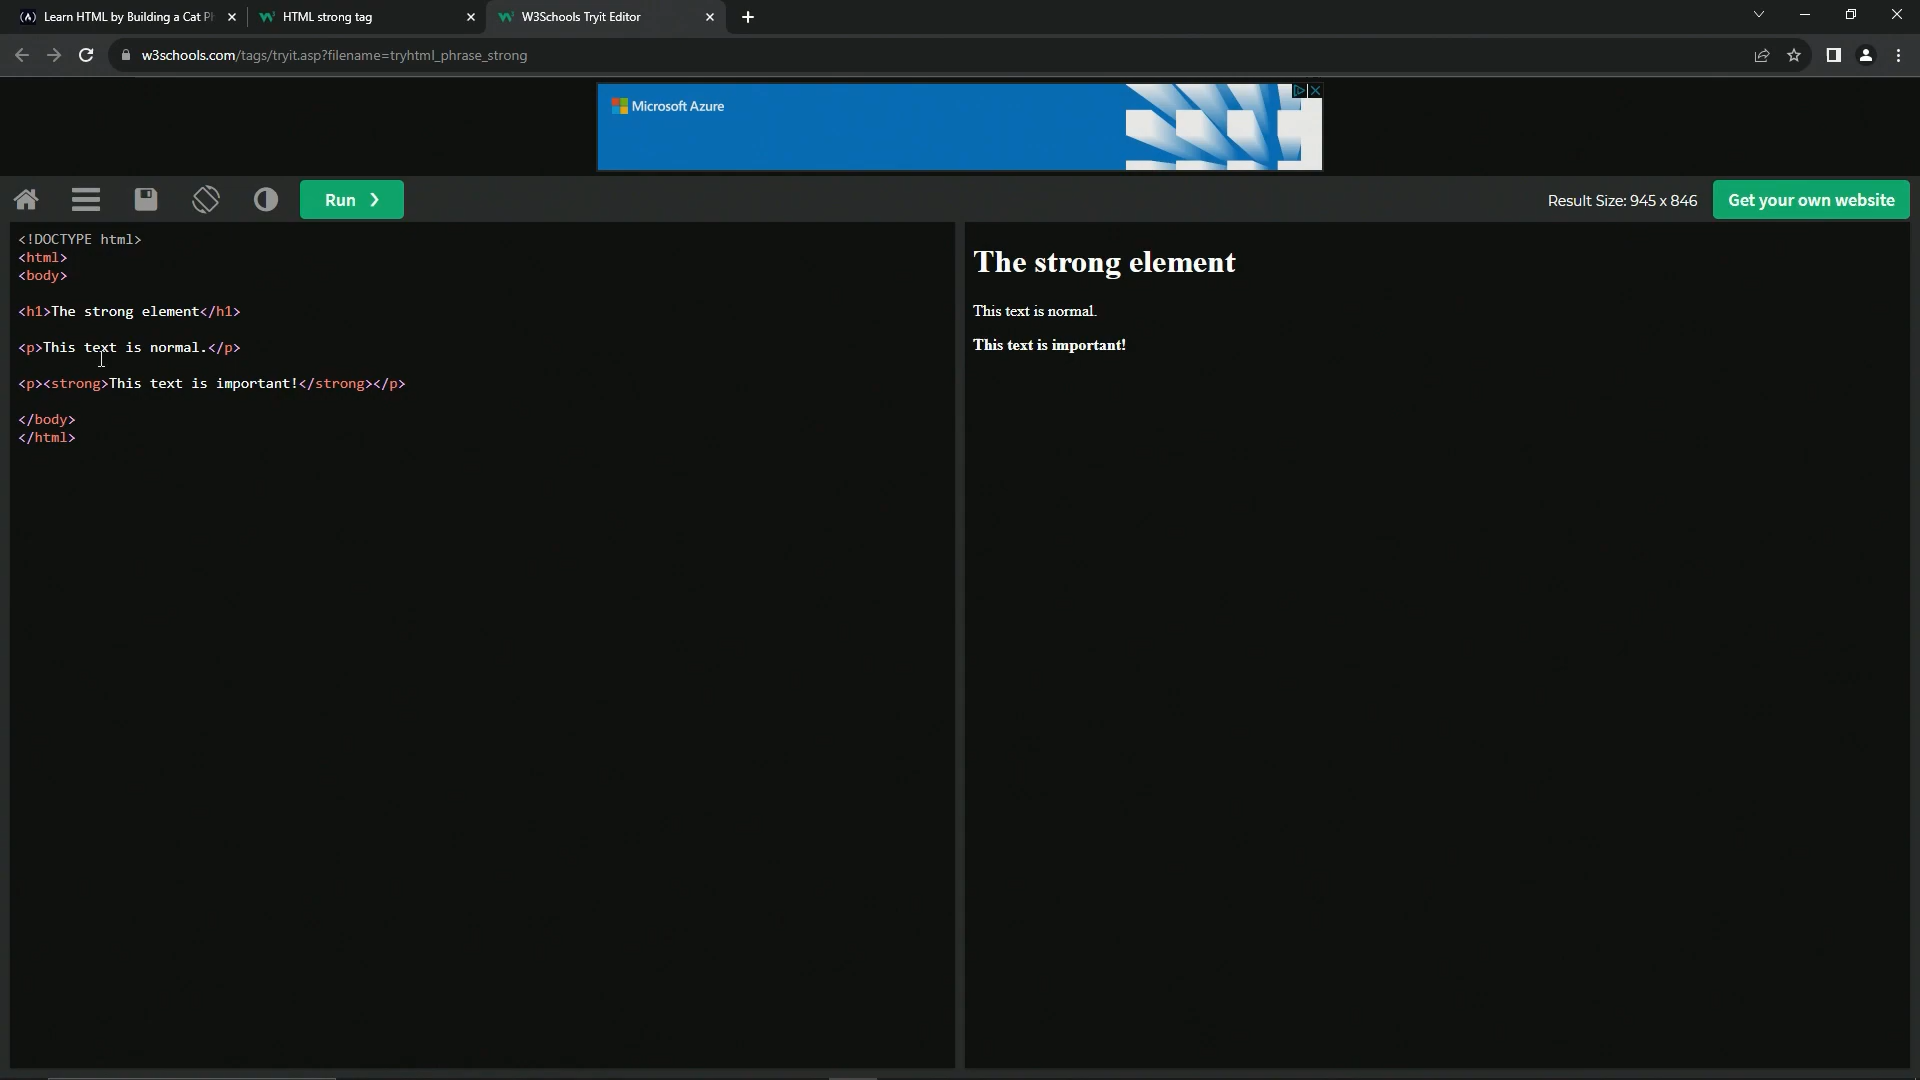 Learn HTML by Building a Cat Ph
HTML strong tag
W3Schools Tryit Editor
w3schools.com/tags/tryit.asp?filename=tryhtml_phrase_strong
Microsoft Azure
Run ❯
Result Size: 945 x 846
Get your own website
<!DOCTYPE html>
<html>
<body>
<h1>The strong element</h1>
<p>This text is normal.</p>
<p><strong>This text is important!</strong></p>
</body>
</html>
The strong element
This text is normal.
This text is important!